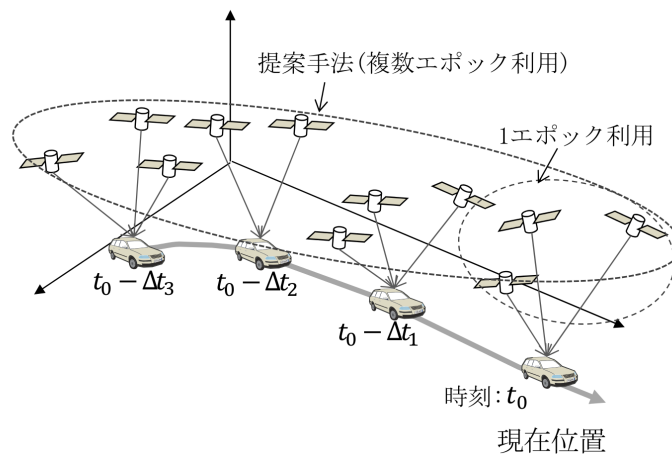 提案手法(複数エポック利用)
1エポック利用
t₀ − Δt₃
t₀ − Δt₂
t₀ − Δt₁
時刻:t₀
現在位置